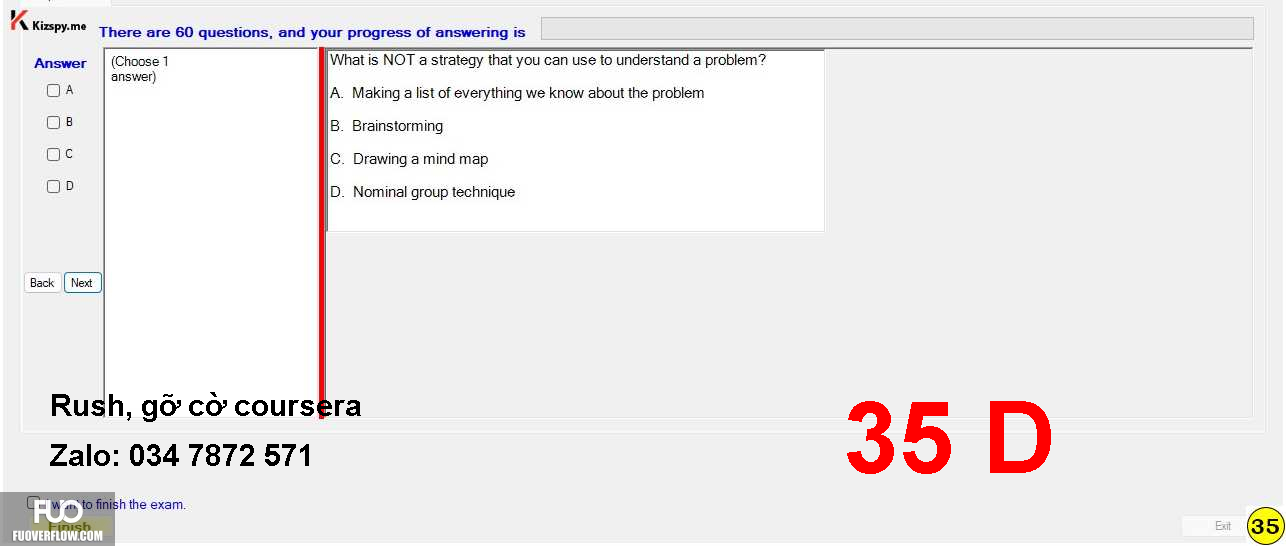 Kizspy.me
There are 60 questions, and your progress of answering is
Answer
(Choose 1
answer)
A
B
C
D
What is NOT a strategy that you can use to understand a problem?
A. Making a list of everything we know about the problem
B. Brainstorming
C. Drawing a mind map
D. Nominal group technique
Back
Next
Rush, gỡ cờ coursera
Zalo: 034 7872 571
35 D
I want to finish the exam.
FUO
Finish
FUOVERFLOW.COM
Exit
35